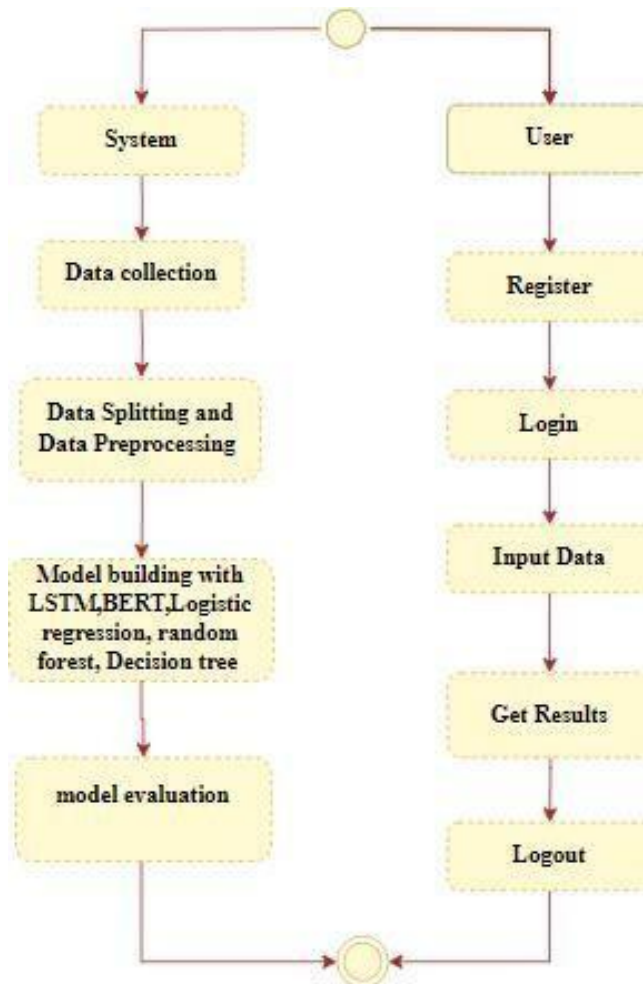 System
Data collection
Data Splitting and
Data Preprocessing
Model building with
LSTM,BERT,Logistic
regression, random
forest, Decision tree
model evaluation
User
Register
Login
Input Data
Get Results
Logout